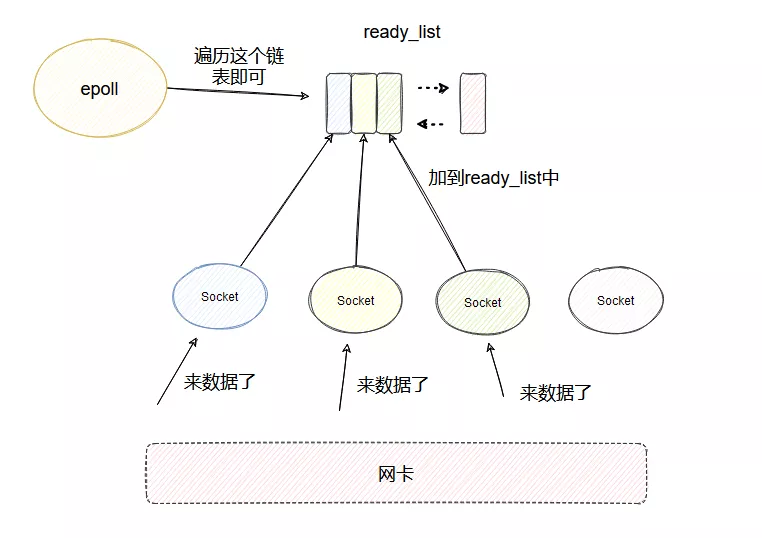 ready_list
遍历这个链
表即可
epoll
加到ready_list中
Socket
Socket
Socket
Socket
来数据了
来数据了
来数据了
网卡